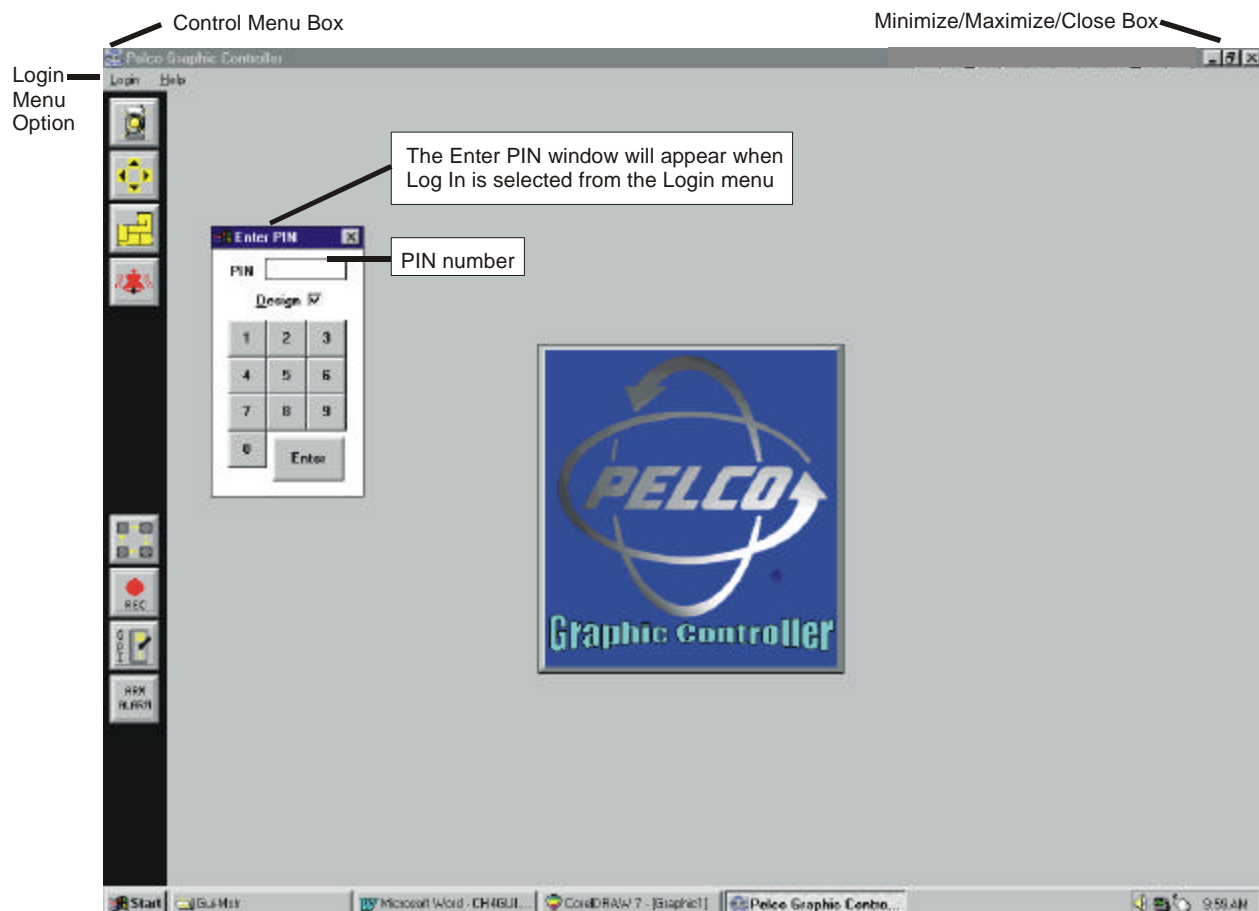 Control Menu Box
Minimize/Maximize/Close Box
Pelco Graphic Controller
Login
Menu
Option
Login Help
The Enter PIN window will appear when
Log In is selected from the Login menu
Enter PIN
PIN
PIN number
Design
1 2 3
4 5 6
7 8 9
0 Enter
PELCO
Graphic Controller
REC
GPI
ARM
ALARM
Start
Microsoft Word - CH4GUI...
CorelDRAW 7 - [Graphic1]
Pelco Graphic Contro...
9:59 AM